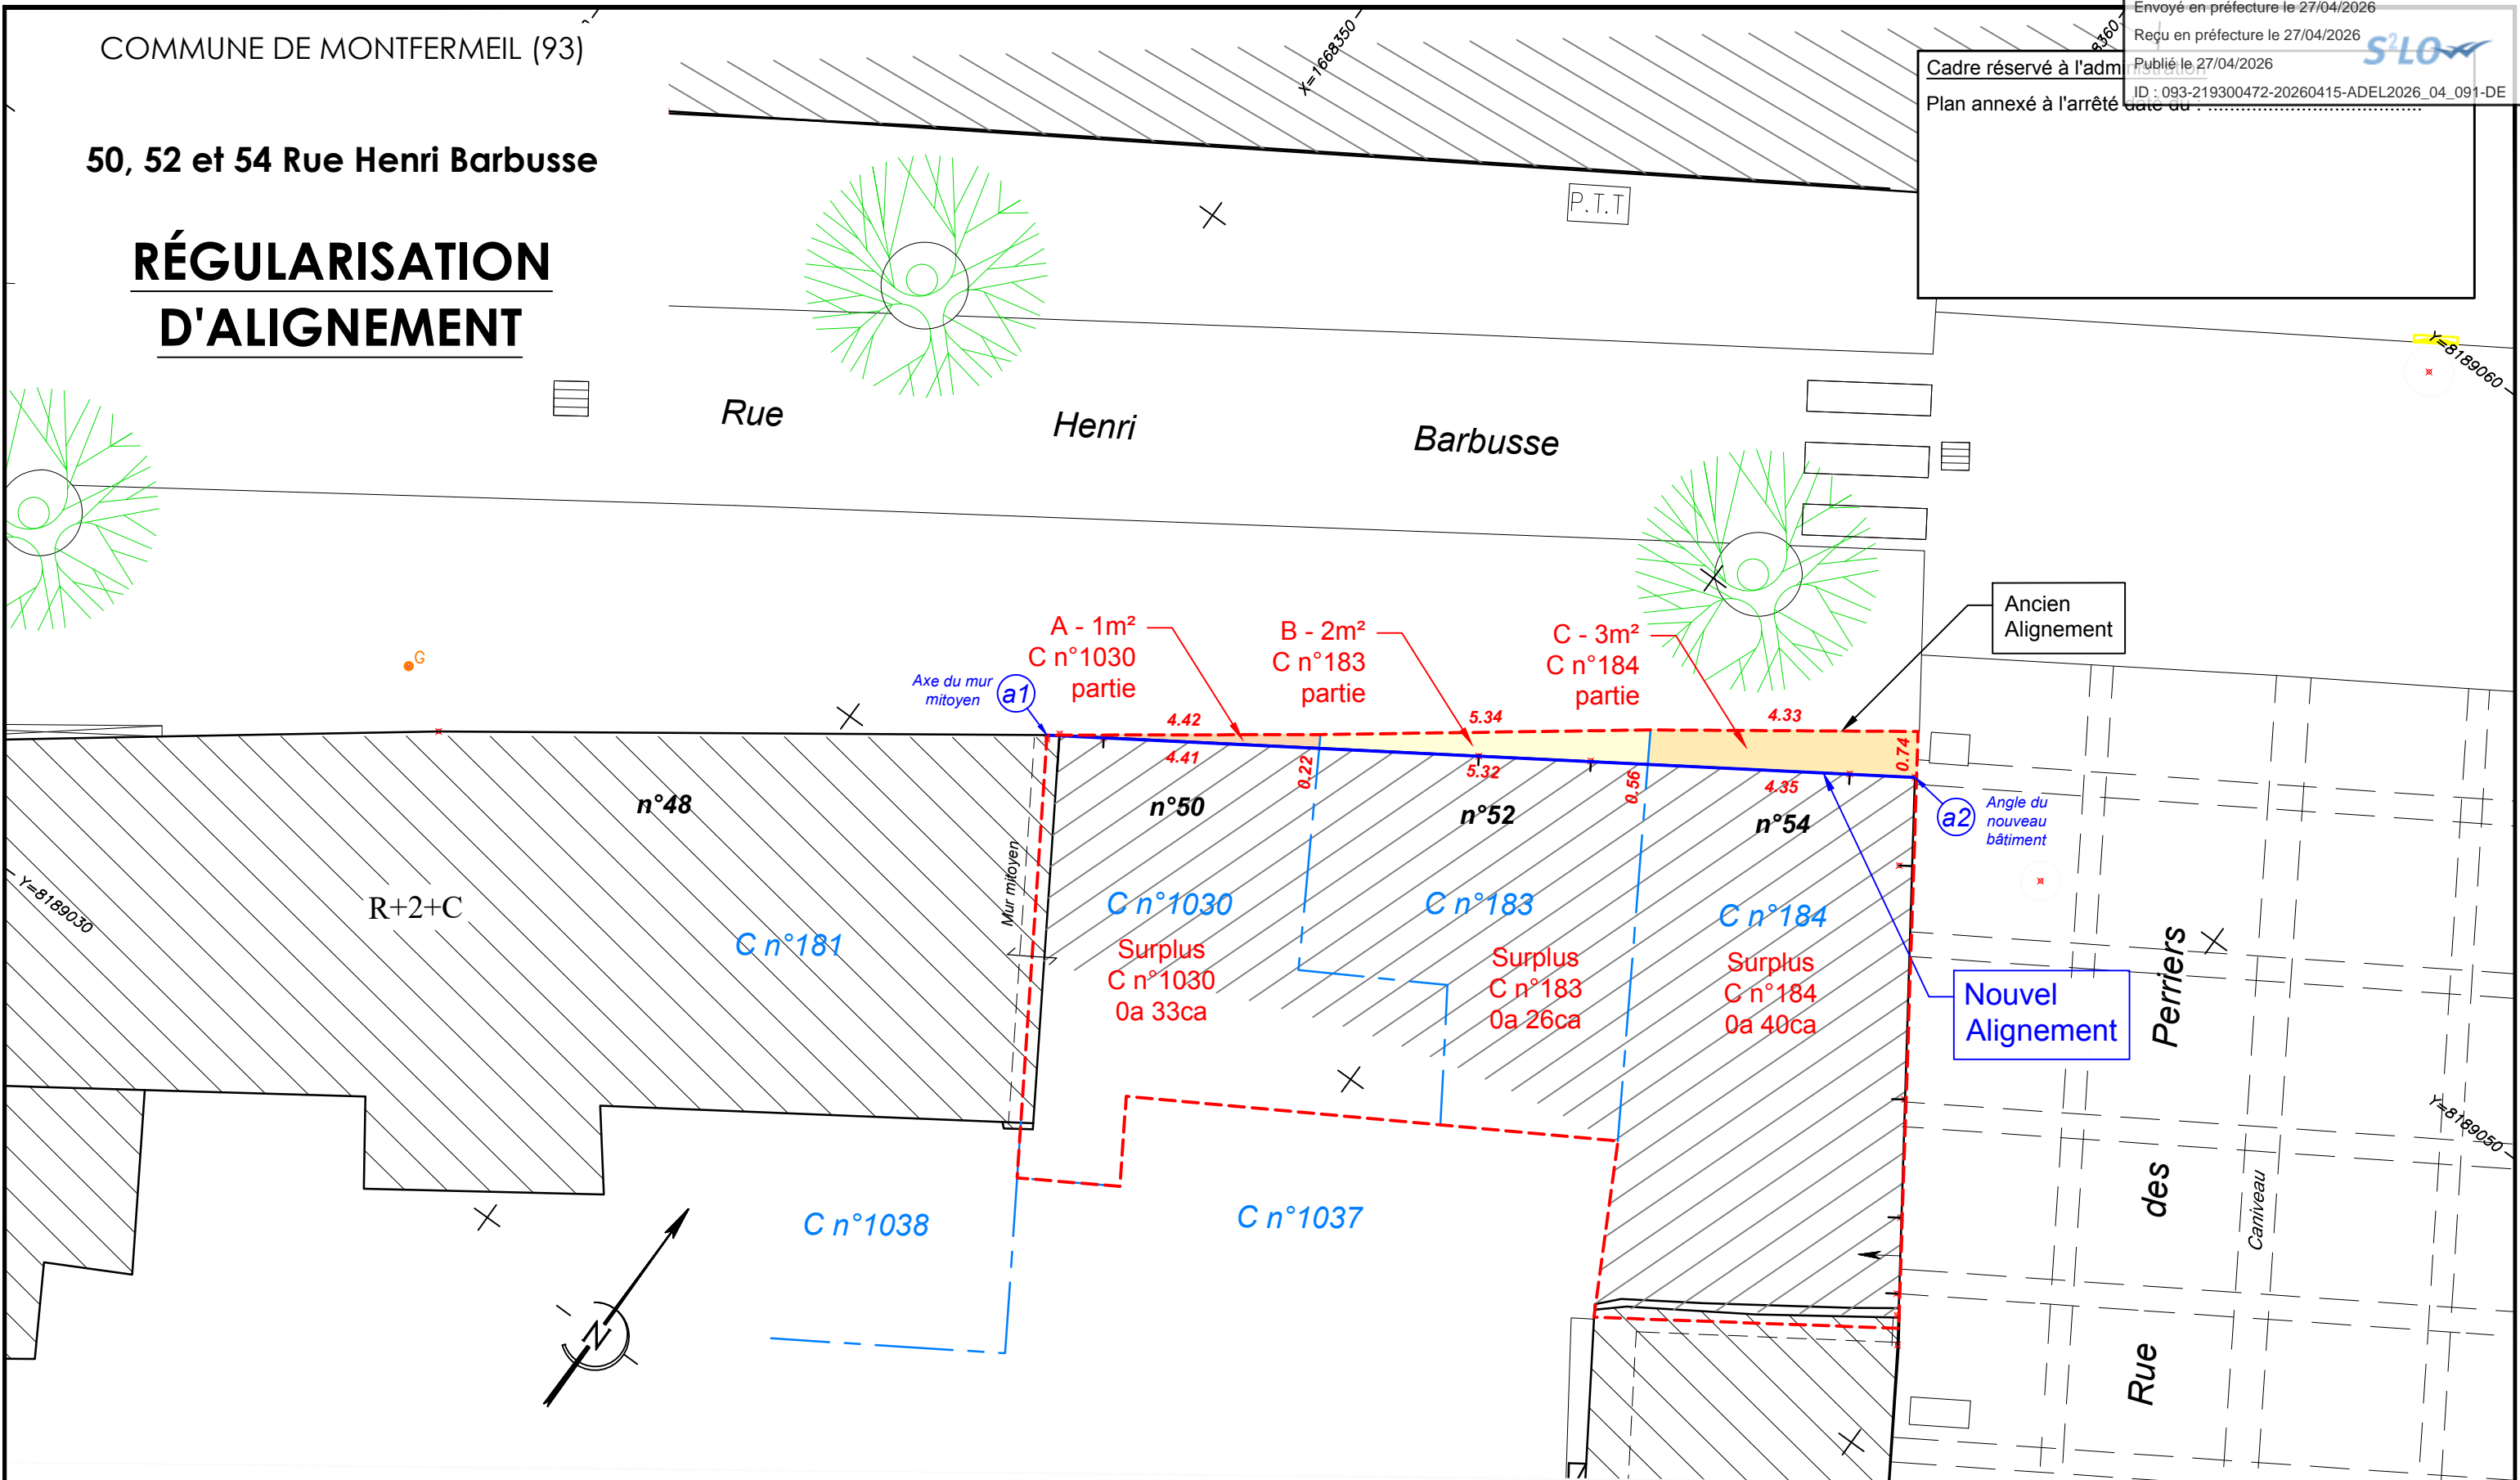 COMMUNE DE MONTFERMEIL (93)
50, 52 et 54 Rue Henri Barbusse
RÉGULARISATION
D'ALIGNEMENT
Envoyé en préfecture le 27/04/2026
Reçu en préfecture le 27/04/2026
Publié le 27/04/2026
S²LO
ID : 093-219300472-20260415-ADEL2026_04_091-DE
Cadre réservé à l'administration
Plan annexé à l'arrêté daté du : ......................................
X=1668350
8360
P.T.T
Y=8189060
Rue Henri Barbusse
Ancien
Alignement
G
A - 1m²
C n°1030
partie
B - 2m²
C n°183
partie
C - 3m²
C n°184
partie
Axe du mur
mitoyen
a1
4.42
5.34
4.33
4.41
0.22
5.32
0.56
4.35
0.74
n°48
n°50
n°52
n°54
a2
Angle du
nouveau
bâtiment
Mur mitoyen
Y=8189030
R+2+C
C n°181
C n°1030
C n°183
C n°184
Surplus
C n°1030
0a 33ca
Surplus
C n°183
0a 26ca
Surplus
C n°184
0a 40ca
Nouvel
Alignement
Rue des Perriers
Caniveau
Y=8189050
C n°1038
C n°1037
N